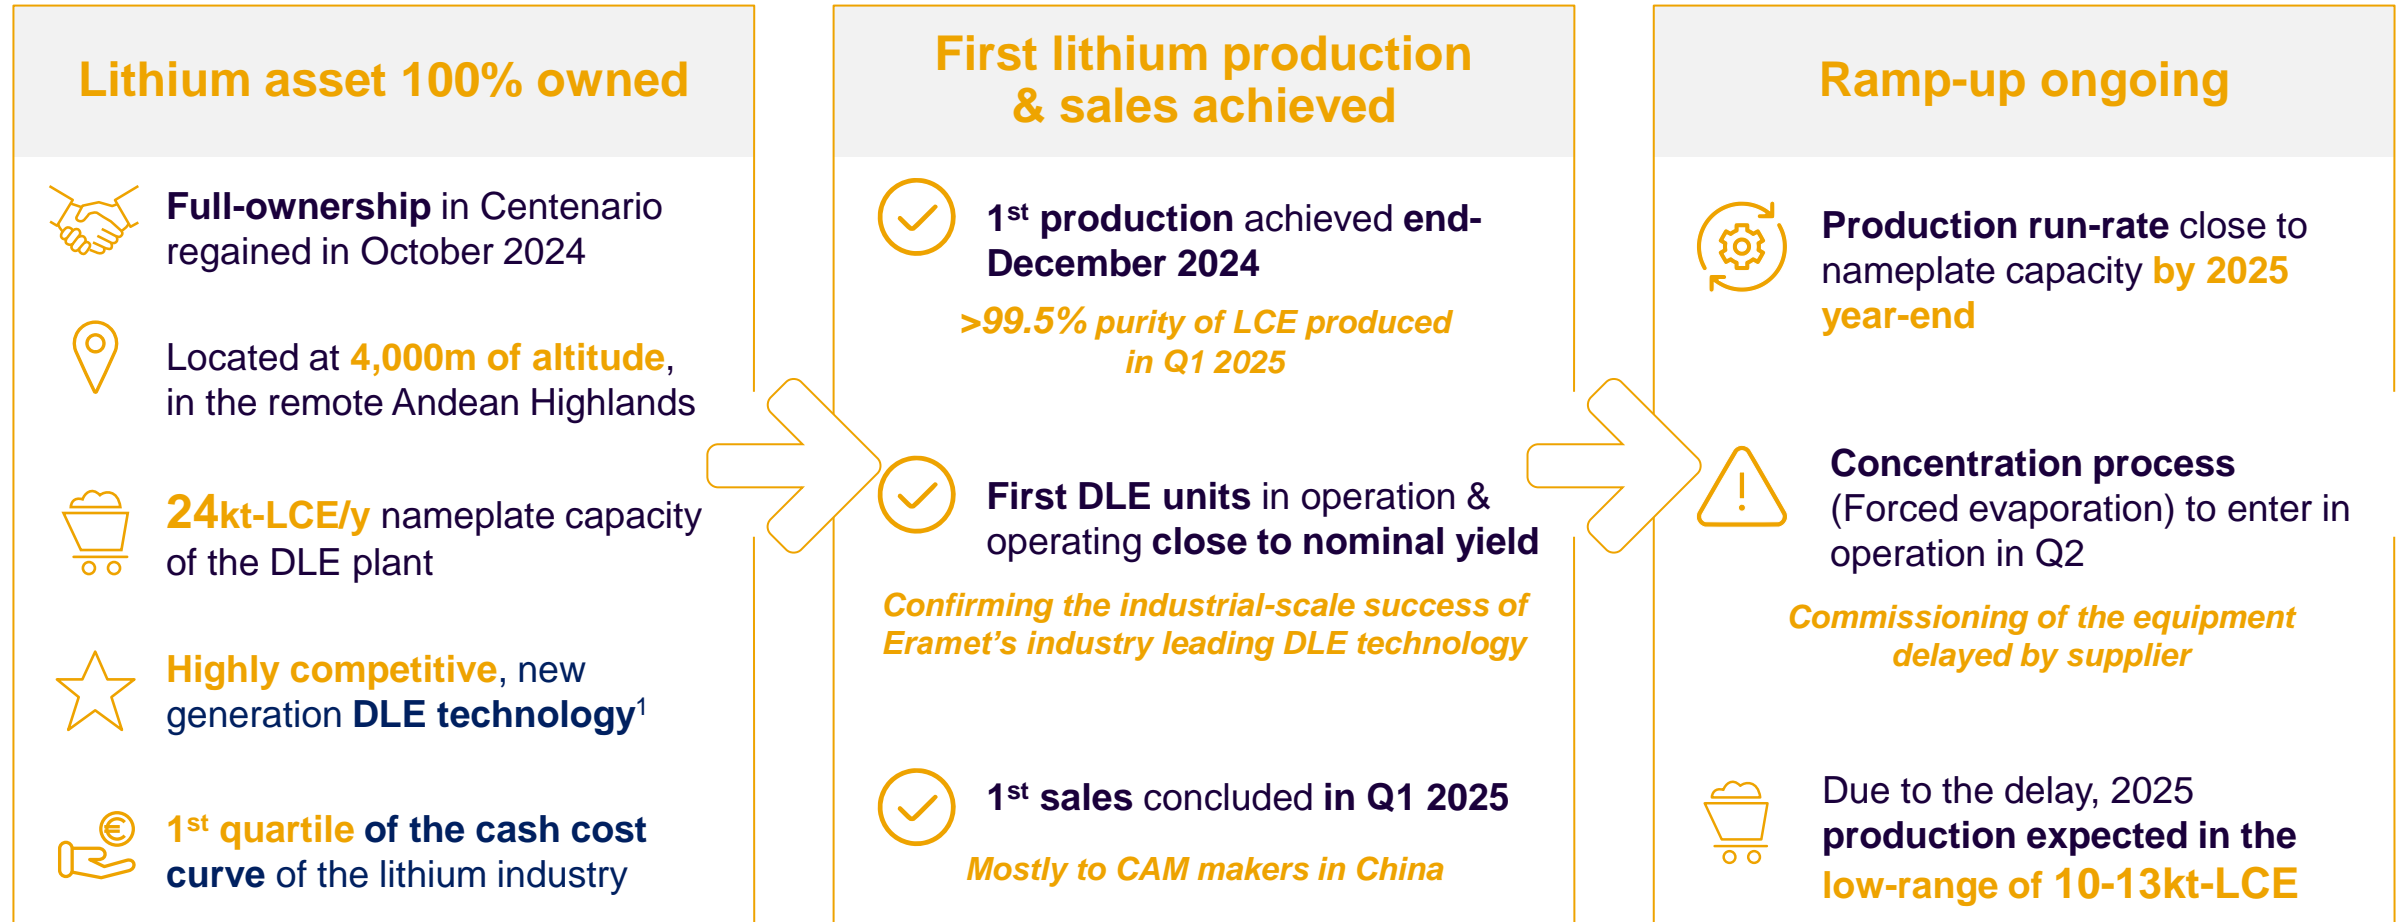 Lithium asset 100% owned
Full-ownership in Centenario
regained in October 2024
Located at 4,000m of altitude,
in the remote Andean Highlands
24kt-LCE/y nameplate capacity
of the DLE plant
Highly competitive, new
generation DLE technology1
€
1st quartile of the cash cost
curve of the lithium industry
First lithium production
& sales achieved
1st production achieved end-
December 2024
>99.5% purity of LCE produced
in Q1 2025
First DLE units in operation &
operating close to nominal yield
Confirming the industrial-scale success of
Eramet’s industry leading DLE technology
1st sales concluded in Q1 2025
Mostly to CAM makers in China
Ramp-up ongoing
Production run-rate close to
nameplate capacity by 2025
year-end
Concentration process
(Forced evaporation) to enter in
operation in Q2
Commissioning of the equipment
delayed by supplier
Due to the delay, 2025
production expected in the
low-range of 10-13kt-LCE